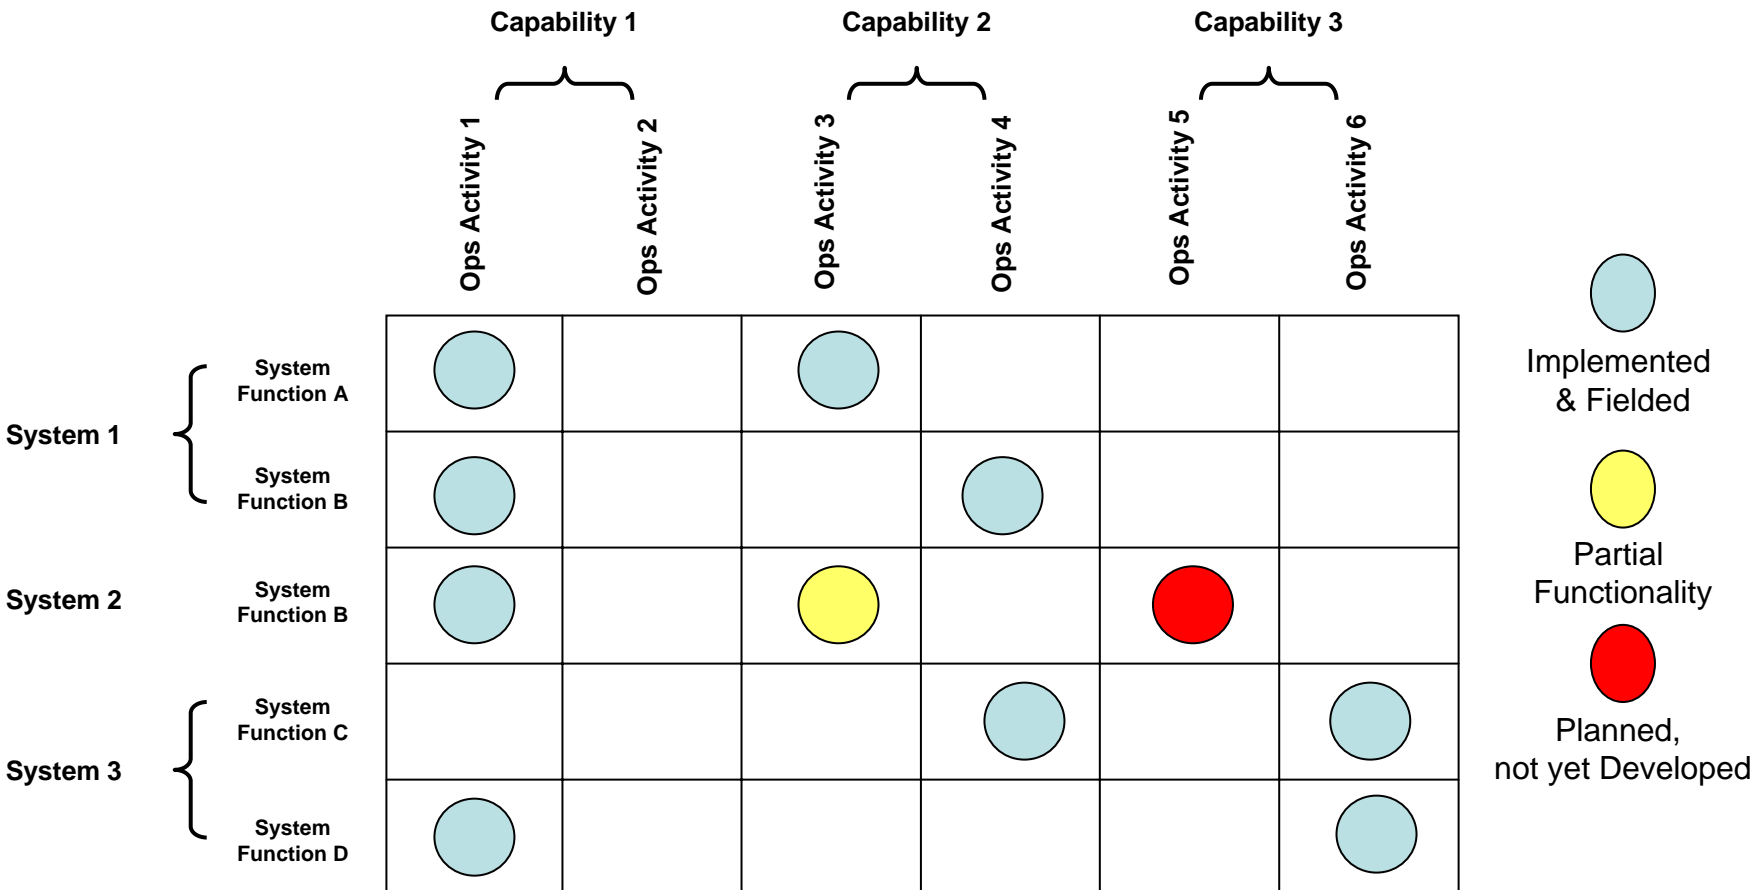 Capability 1
Capability 2
Capability 3
Ops Activity 1
Ops Activity 2
Ops Activity 3
Ops Activity 4
Ops Activity 5
Ops Activity 6
System 1
System
Function A
System
Function B
System 2
System
Function B
System 3
System
Function C
System
Function D
Implemented
& Fielded
Partial
Functionality
Planned,
not yet Developed